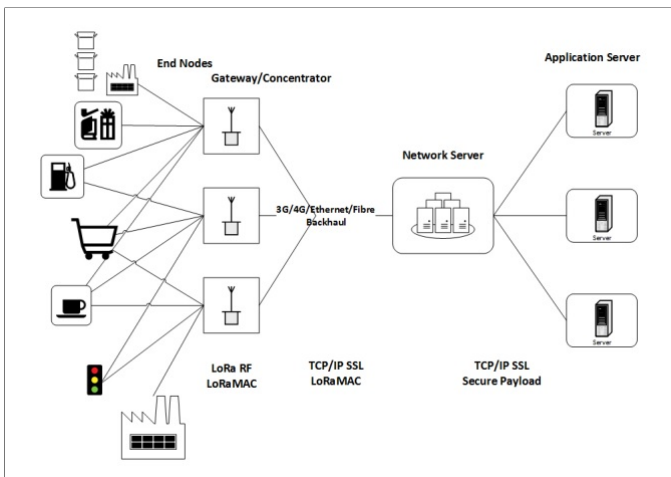 End Nodes
Gateway/Concentrator
Application Server
Server
Network Server
3G/4G/Ethernet/Fibre
Backhaul
Server
Server
LoRa RF
LoRaMAC
TCP/IP SSL
LoRaMAC
TCP/IP SSL
Secure Payload